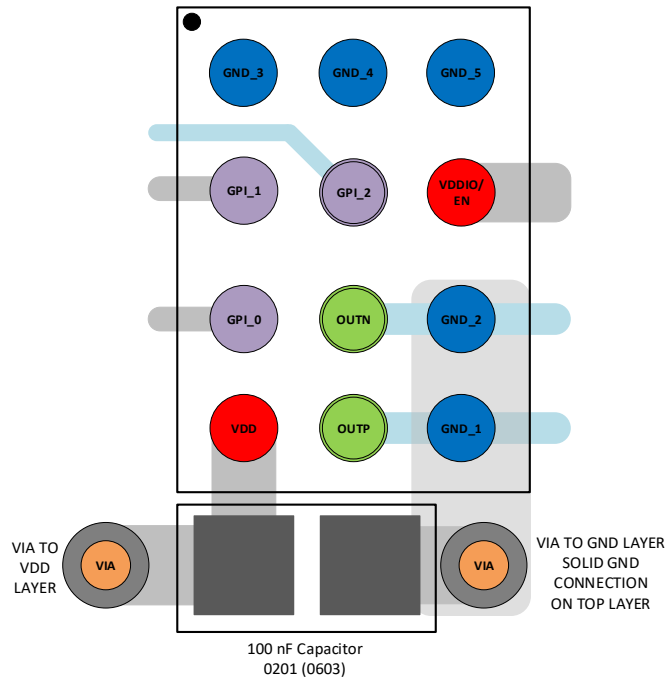 GND_3
GND_4
GND_5
GPI_1
GPI_2
VDDIO/
EN
GPI_0
OUTN
GND_2
VDD
OUTP
GND_1
VIA TO
VDD
LAYER
VIA
VIA
VIA TO GND LAYER
SOLID GND
CONNECTION
ON TOP LAYER
100 nF Capacitor
0201 (0603)